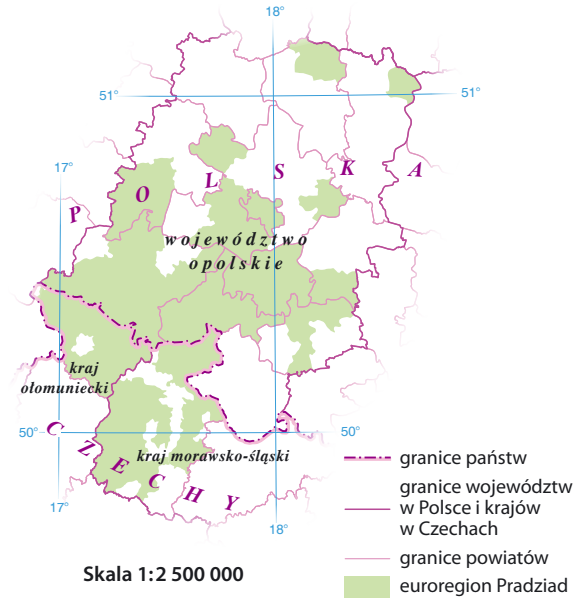 18°
51°
51°
17°
P O L S K A
województwo
opolskie
kraj
ołomuniecki
50°
50°
kraj morawsko-śląski
CZECHY
17°
18°
granice państw
granice województw
w Polsce i krajów
w Czechach
granice powiatów
euroregion Pradziad
Skala 1:2 500 000